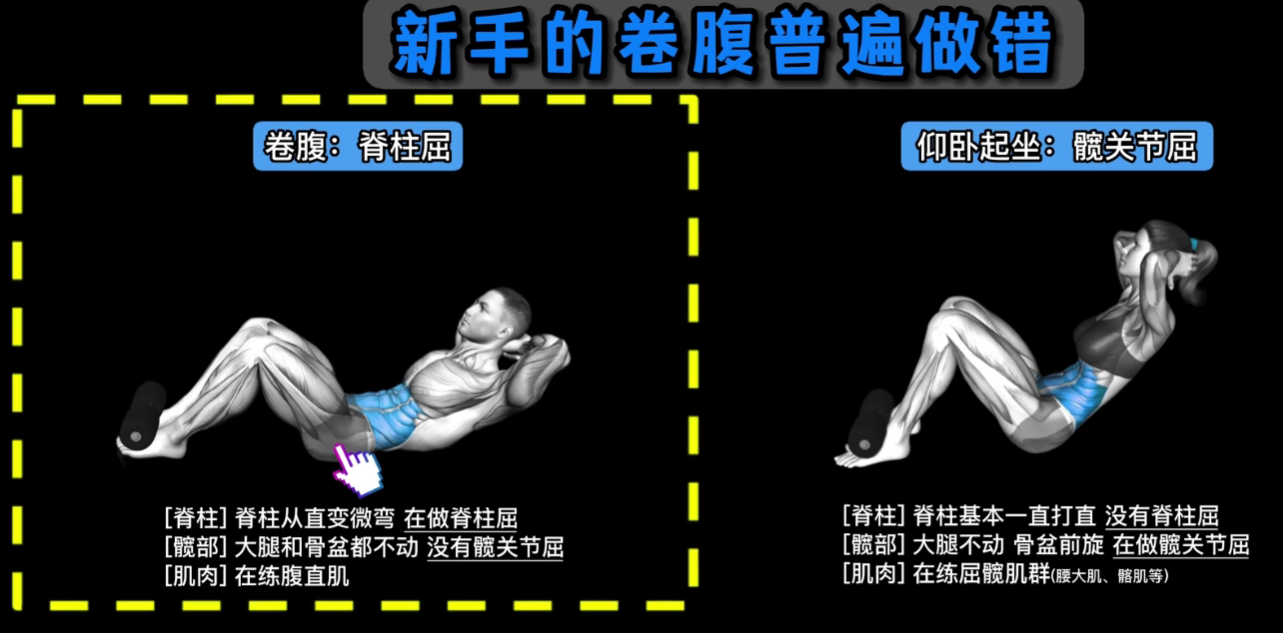 新手的卷腹普遍做错
卷腹：脊柱屈
[脊柱] 脊柱从直变微弯 在做脊柱屈
[髋部] 大腿和骨盆都不动 没有髋关节屈
[肌肉] 在练腹直肌
仰卧起坐：髋关节屈
[脊柱] 脊柱基本一直打直 没有脊柱屈
[髋部] 大腿不动 骨盆前旋 在做髋关节屈
[肌肉] 在练屈髋肌群(腰大肌、髂肌等)